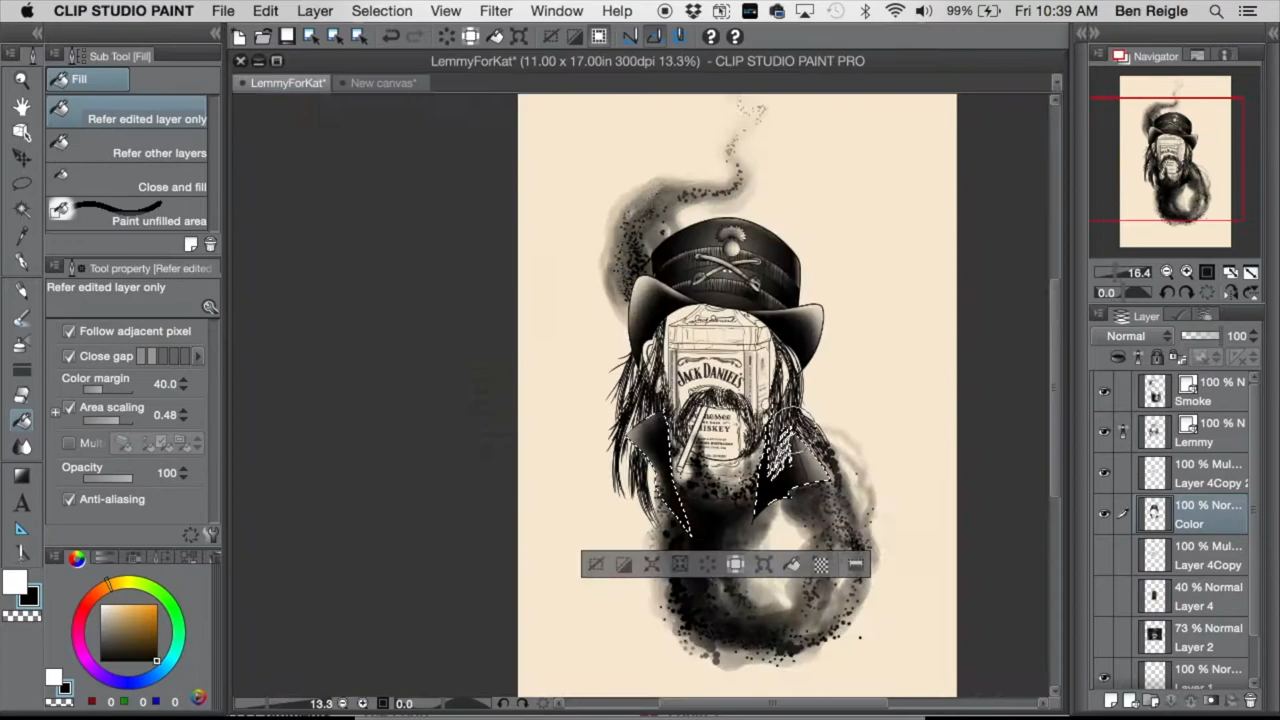 CLIP STUDIO PAINT File Edit Layer Selection View Filter Window Help 99% Fri 10:39 AM Ben Reigle
Sub Tool [Fill]
LemmyForKat* (11.00 x 17.00in 300dpi 13.3%) - CLIP STUDIO PAINT PRO
Navigator
Fill
LemmyForKat* New canvas*
Refer edited layer only
Refer other layers
Close and fill
Paint unfilled area
Tool property [Refer edited
Refer edited layer only
Follow adjacent pixel
Close gap
Color margin 40.0
Area scaling 0.48
Mult
Opacity 100
Anti-aliasing
0 0 0
JACK DANIEL'S
WHISKEY
13.3 0.0
16.4
0.0
Layer
Normal 100
100 % N
Smoke
100 % N
Lemmy
100 % Mul...
Layer 4Copy 2
100 % Nor...
Color
100 % Mul...
Layer 4Copy
40 % Normal
Layer 4
73 % Normal
Layer 2
100 % Nor...
Layer 1